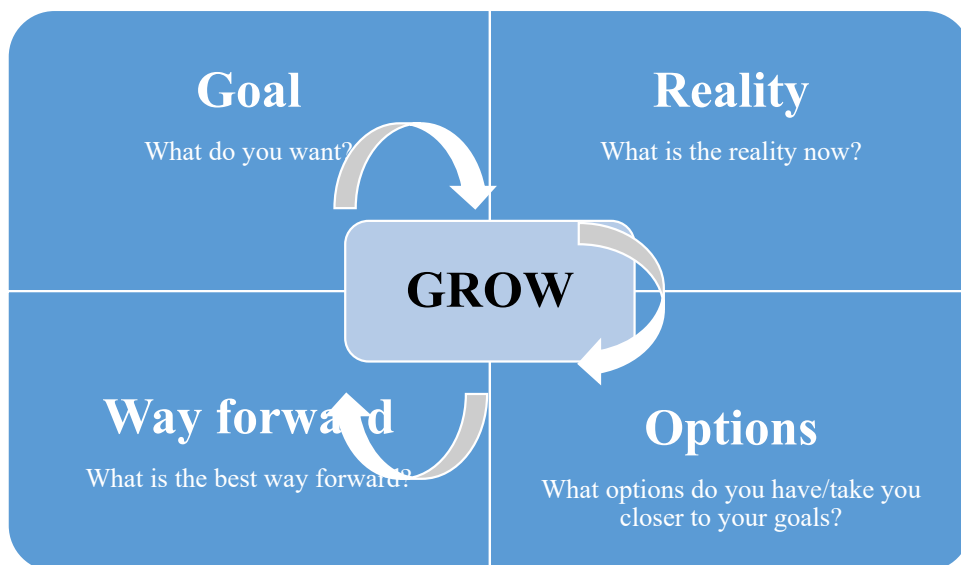 Goal
What do you want?
Reality
What is the reality now?
GROW
Way forward
What is the best way forward?
Options
What options do you have/take you
closer to your goals?